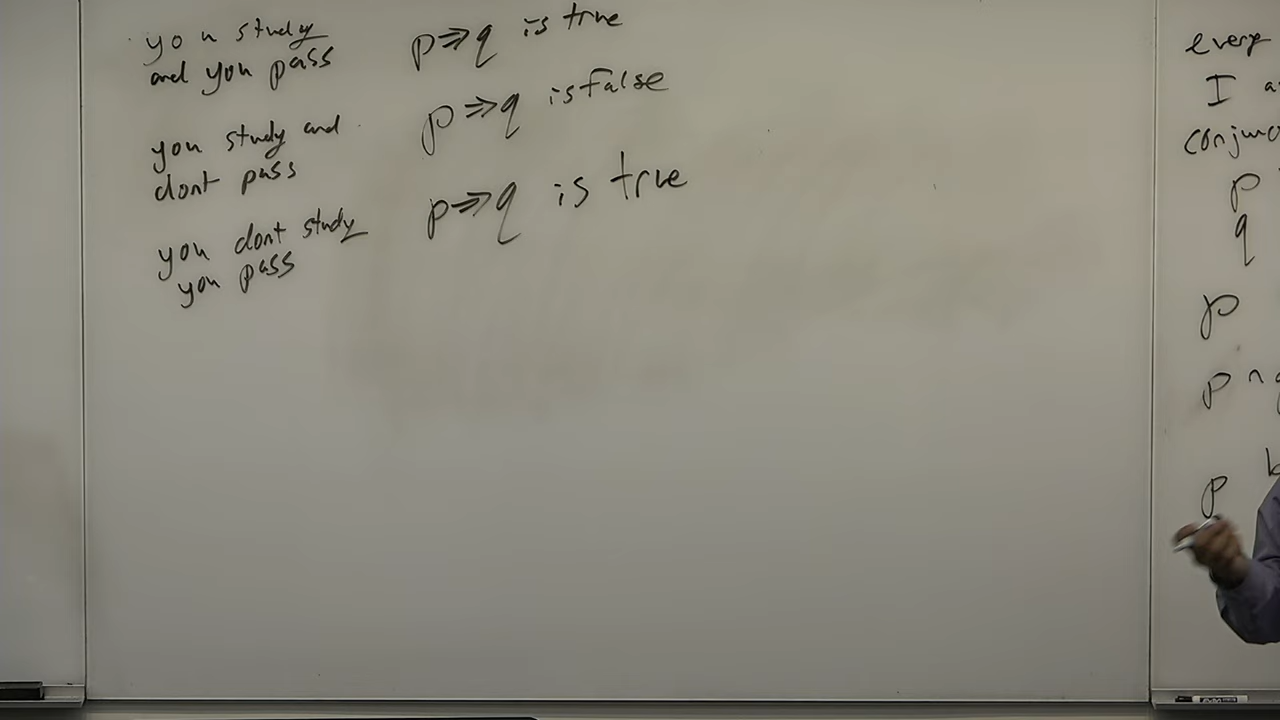 you study
and you pass
p⇒q is true
you study and
dont pass
p⇒q is false
you dont study
you pass
p⇒q is true
every
I
p
q
p
p
p